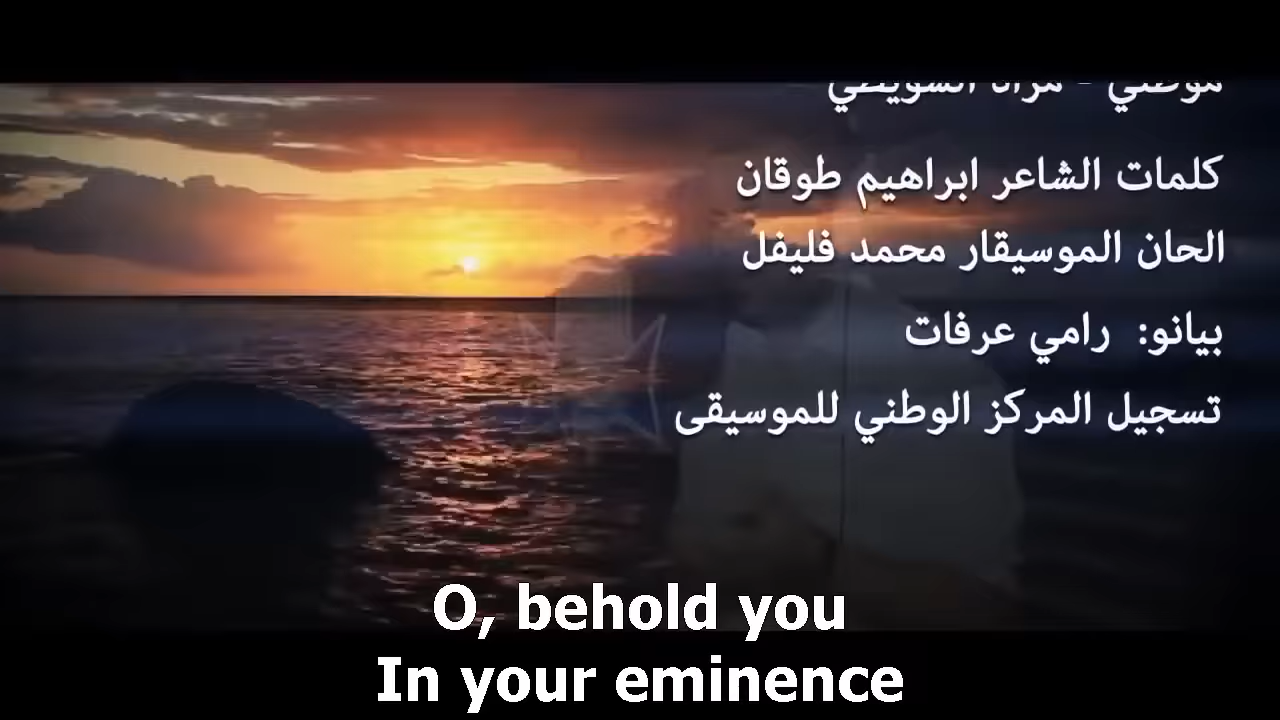 موطني -
كلمات الشاعر ابراهيم طوقان
الحان الموسيقار محمد فليفل
بيانو: رامي عرفات
تسجيل المركز الوطني للموسيقى
O, behold you
In your eminence